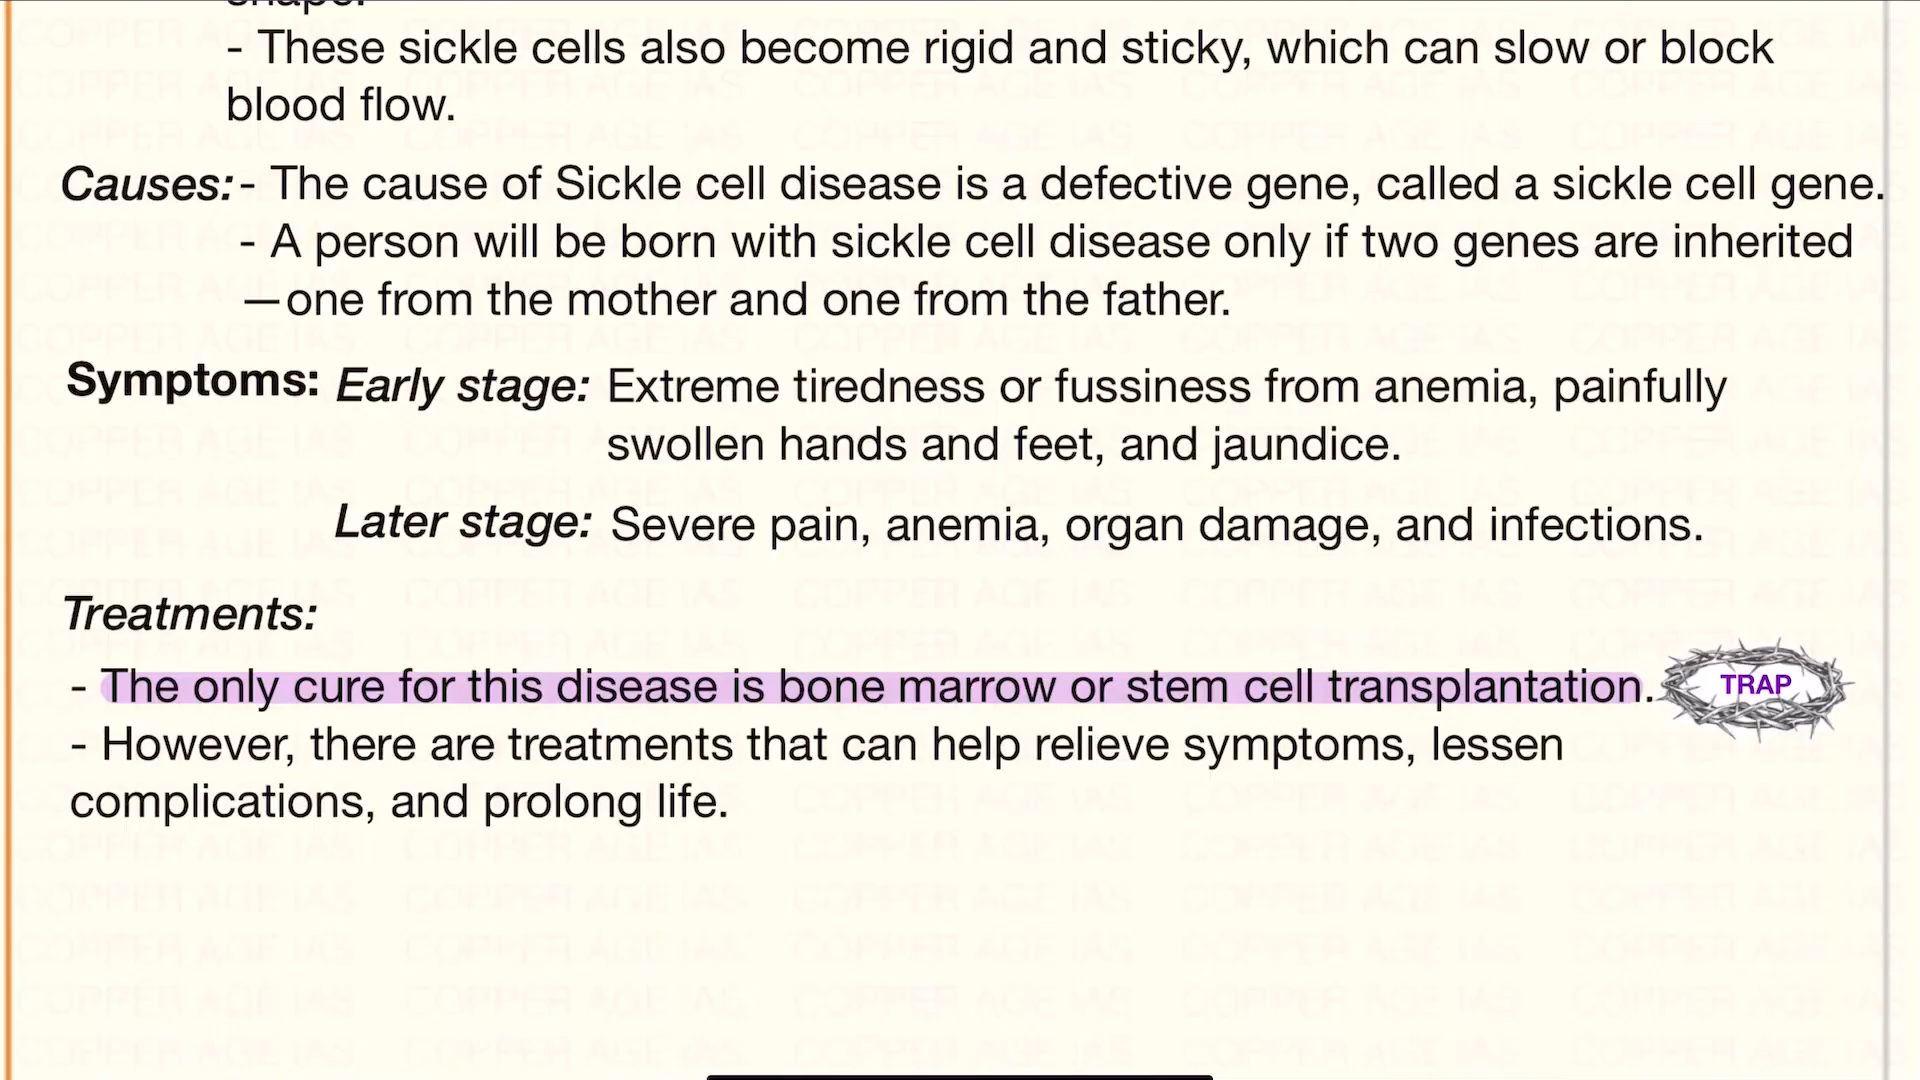 shape.
- These sickle cells also become rigid and sticky, which can slow or block
blood flow.
Causes: - The cause of Sickle cell disease is a defective gene, called a sickle cell gene.
- A person will be born with sickle cell disease only if two genes are inherited
—one from the mother and one from the father.
Symptoms: Early stage: Extreme tiredness or fussiness from anemia, painfully
swollen hands and feet, and jaundice.
Later stage: Severe pain, anemia, organ damage, and infections.
Treatments:
- The only cure for this disease is bone marrow or stem cell transplantation. TRAP
- However, there are treatments that can help relieve symptoms, lessen
complications, and prolong life.
COPPER AGE IAS